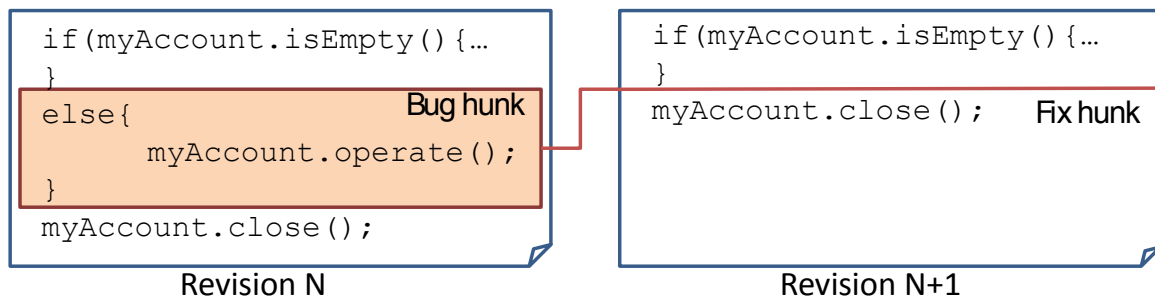 if(myAccount.isEmpty(){…
}
else{
Bug hunk
myAccount.operate();
}
myAccount.close();
Revision N
if(myAccount.isEmpty(){…
}
myAccount.close();
Fix hunk
Revision N+1